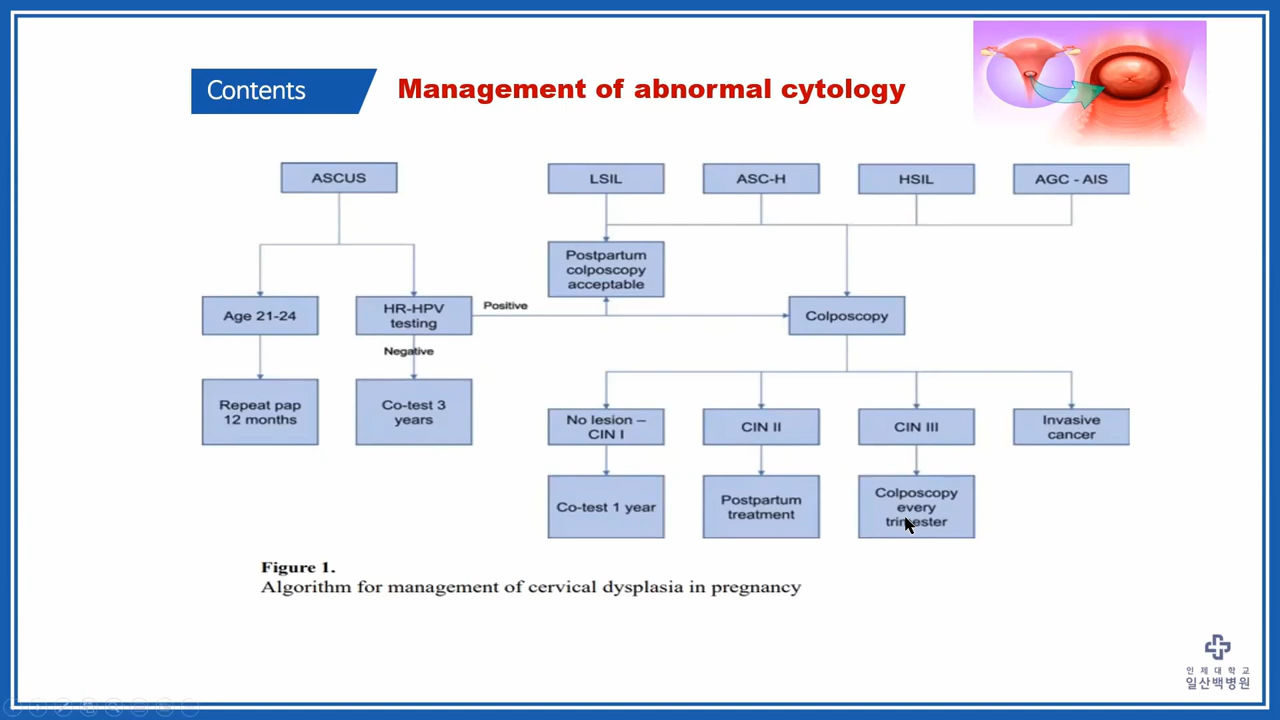 Contents
Management of abnormal cytology
ASCUS
LSIL
ASC-H
HSIL
AGC - AIS
Postpartum
colposcopy
acceptable
Age 21-24
HR-HPV
testing
Positive
Colposcopy
Negative
Repeat pap
12 months
Co-test 3
years
No lesion –
CIN I
CIN II
CIN III
Invasive
cancer
Co-test 1 year
Postpartum
treatment
Colposcopy
every
trimester
Figure 1.
Algorithm for management of cervical dysplasia in pregnancy
인제대학교
일산백병원